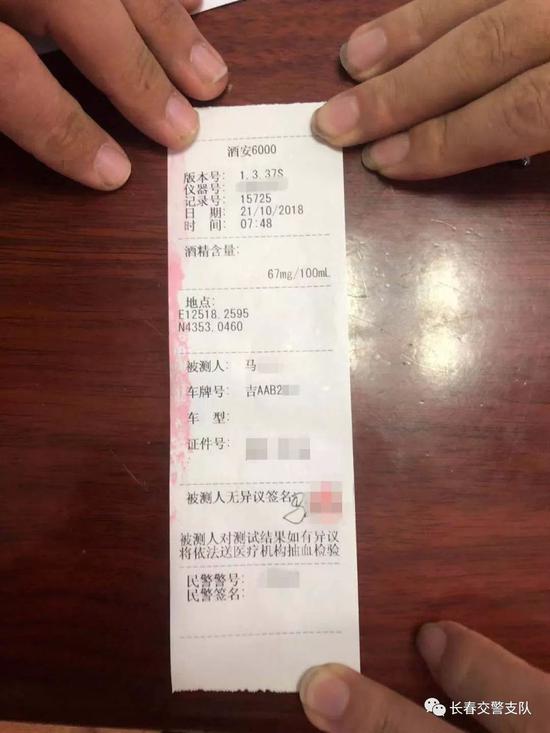 酒安6000
版本号: 1.3.37S
仪器号:
记录号: 15725
日 期: 21/10/2018
时 间: 07:48
酒精含量:
67mg/100mL
地点:
E12518.2595
N4353.0460
被测人: 马
车牌号: 吉AAB2
车 型:
证件号:
被测人无异议签名:
被测人对测试结果如有异议
将依法送医疗机构抽血检验
民警警号:
民警签名:
长春交警支队